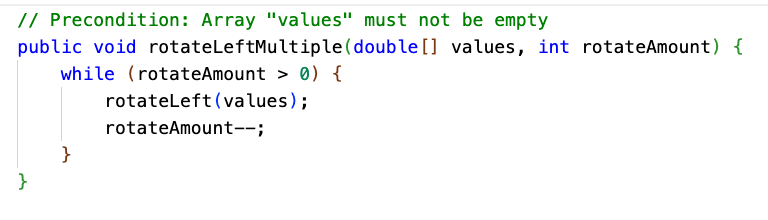 // Precondition: Array "values" must not be empty
public void rotateLeftMultiple(double[] values, int rotateAmount) {
    while (rotateAmount > 0) {
        rotateLeft(values);
        rotateAmount--;
    }
}